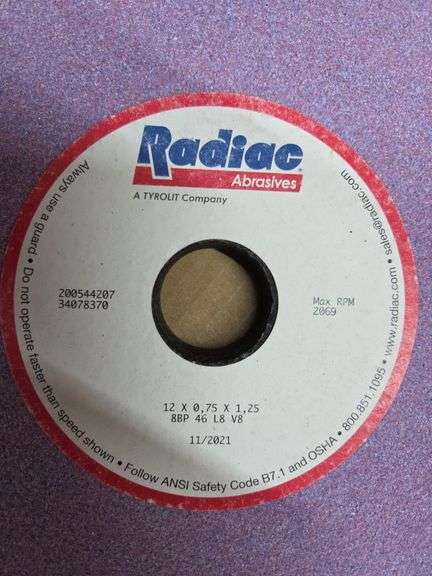 Radiac
Abrasives
A TYROLIT Company
200544207
34078370
Max RPM
2069
12 X 0,75 X 1,25
8BP 46 L8 V8
11/2021
Always use a guard • Do not operate faster than speed shown • Follow ANSI Safety Code B7.1 and OSHA • 800.851.1095 • www.radiac.com • sales@radiac.com